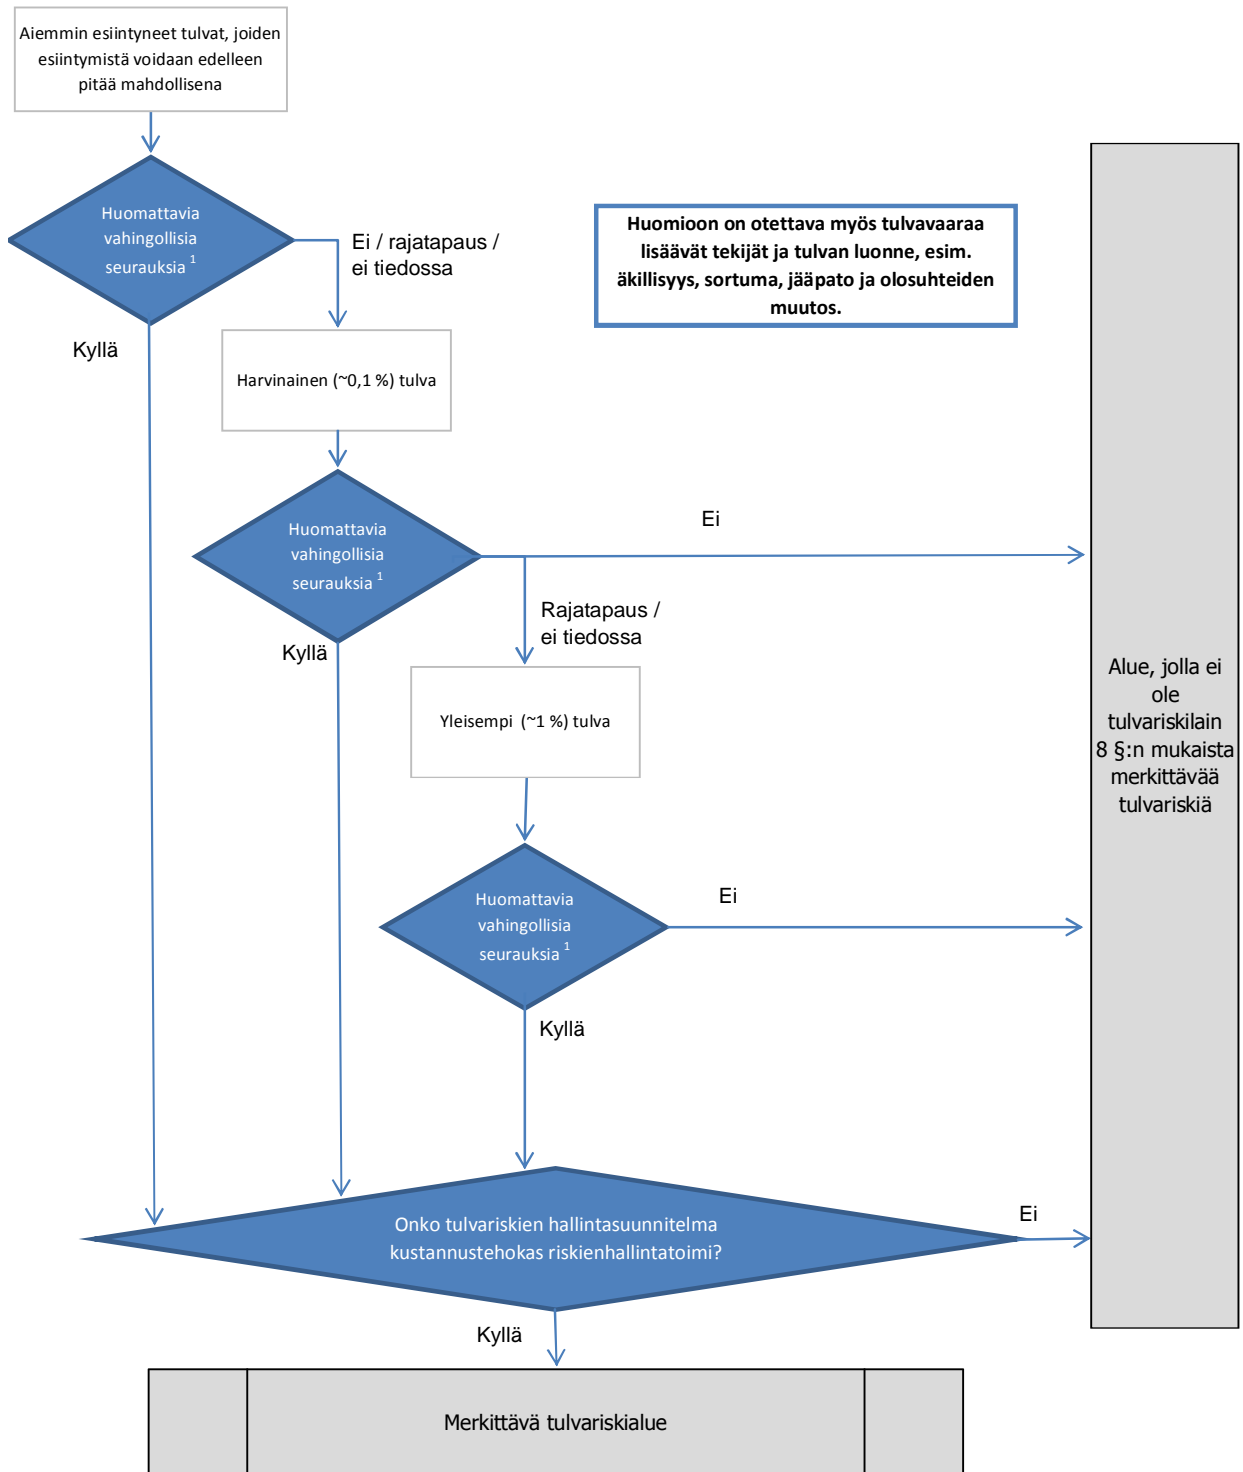 Aiemmin esiintyneet tulvat, joiden
esiintymistä voidaan edelleen
pitää mahdollisena
Huomattavia
vahingollisia
seurauksia ¹
Ei / rajatapaus /
ei tiedossa
Huomioon on otettava myös tulvavaaraa
lisäävät tekijät ja tulvan luonne, esim.
äkillisyys, sortuma, jääpato ja olosuhteiden
muutos.
Kyllä
Harvinainen (~0,1 %) tulva
Huomattavia
vahingollisia
seurauksia ¹
Ei
Rajatapaus /
ei tiedossa
Kyllä
Yleisempi (~1 %) tulva
Alue, jolla ei
ole
tulvariskilain
8 §:n mukaista
merkittävää
tulvariskiä
Huomattavia
vahingollisia
seurauksia ¹
Ei
Kyllä
Onko tulvariskien hallintasuunnitelma
kustannustehokas riskienhallintatoimi?
Ei
Kyllä
Merkittävä tulvariskialue